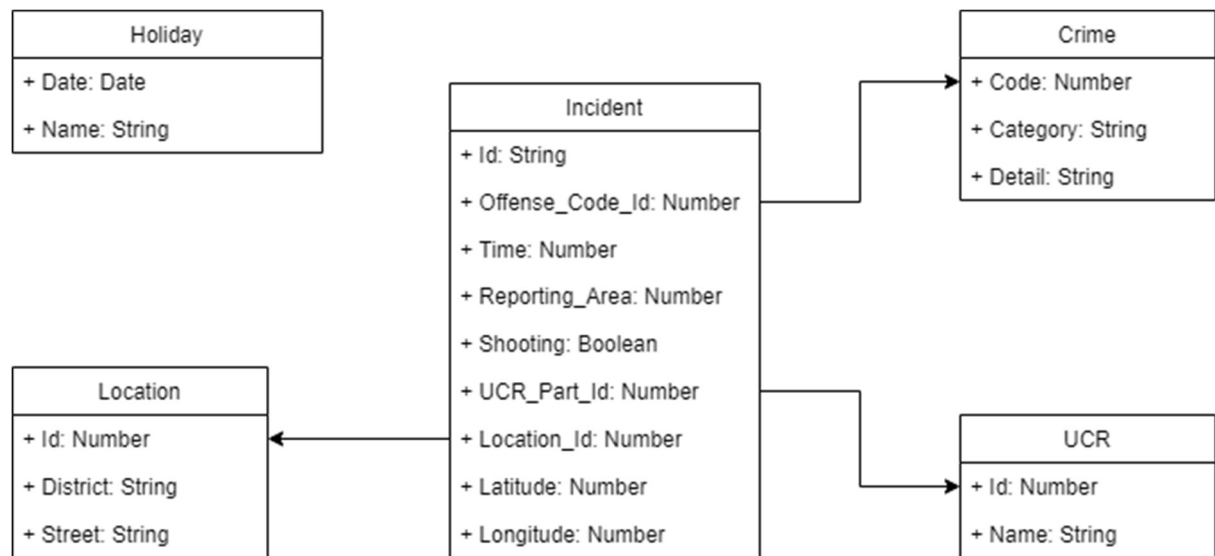 Holiday
+ Date: Date
+ Name: String
Incident
+ Id: String
+ Offense_Code_Id: Number
+ Time: Number
+ Reporting_Area: Number
+ Shooting: Boolean
+ UCR_Part_Id: Number
+ Location_Id: Number
+ Latitude: Number
+ Longitude: Number
Crime
+ Code: Number
+ Category: String
+ Detail: String
Location
+ Id: Number
+ District: String
+ Street: String
UCR
+ Id: Number
+ Name: String